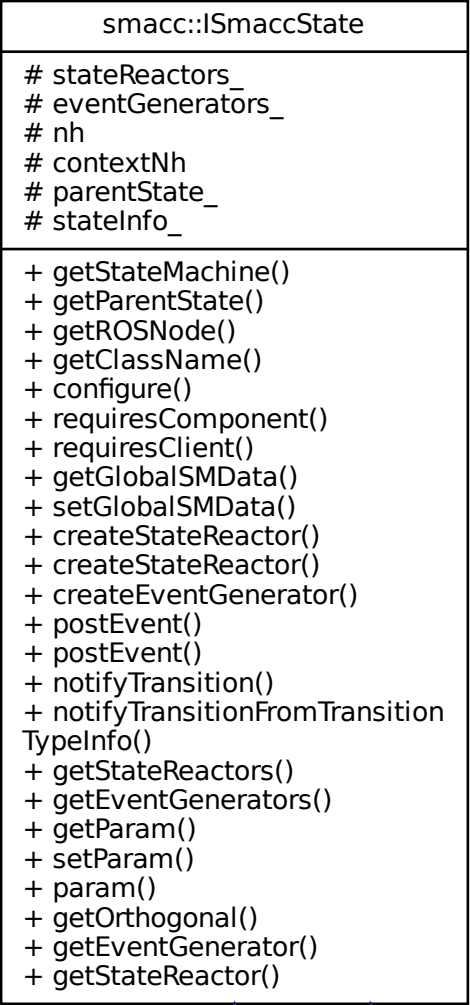 smacc::ISmaccState
# stateReactors_
# eventGenerators_
# nh
# contextNh
# parentState_
# stateInfo_
+ getStateMachine()
+ getParentState()
+ getROSNode()
+ getClassName()
+ configure()
+ requiresComponent()
+ requiresClient()
+ getGlobalSMData()
+ setGlobalSMData()
+ createStateReactor()
+ createStateReactor()
+ createEventGenerator()
+ postEvent()
+ postEvent()
+ notifyTransition()
+ notifyTransitionFromTransition
TypeInfo()
+ getStateReactors()
+ getEventGenerators()
+ getParam()
+ setParam()
+ param()
+ getOrthogonal()
+ getEventGenerator()
+ getStateReactor()